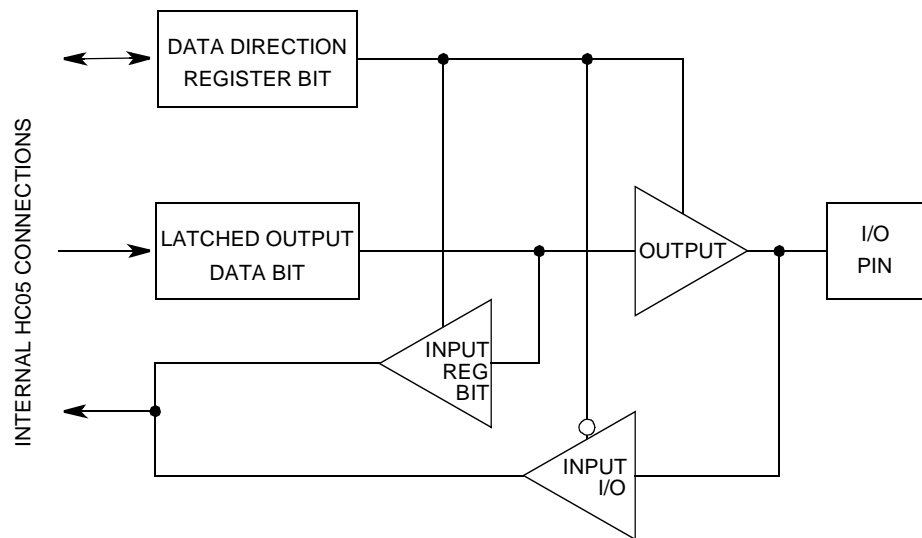 DATA DIRECTION
REGISTER BIT
INTERNAL HC05 CONNECTIONS
LATCHED OUTPUT
DATA BIT
OUTPUT
I/O
PIN
INPUT
REG
BIT
INPUT
I/O